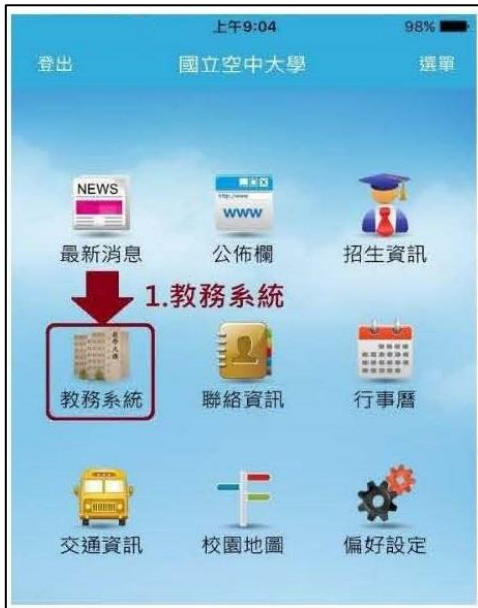 上午9:04 98%
登出 國立空中大學 選單
NEWS
WWW
最新消息 公佈欄 招生資訊
1.教務系統
教務系統 聯絡資訊 行事曆
交通資訊 校園地圖 偏好設定